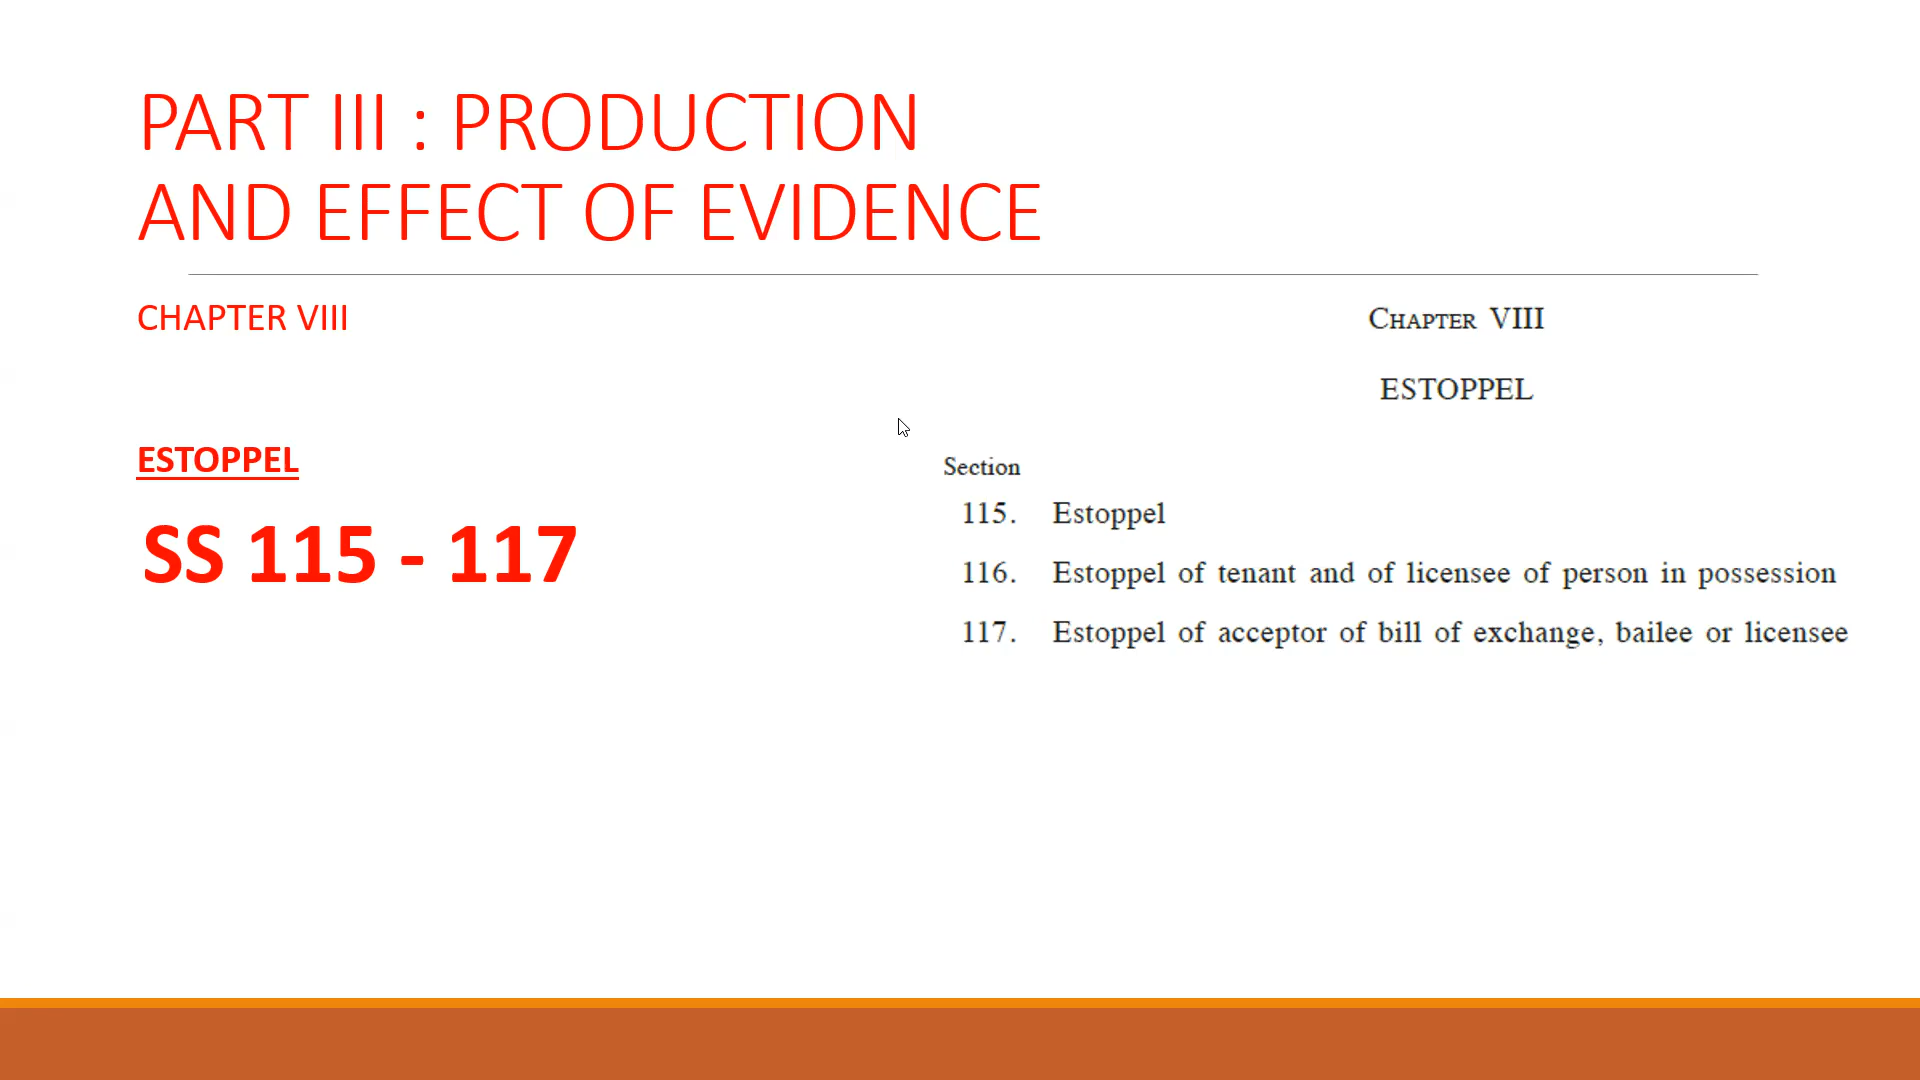 PART III : PRODUCTION
AND EFFECT OF EVIDENCE
CHAPTER VIII
ESTOPPEL
SS 115 - 117
CHAPTER VIII
ESTOPPEL
Section
115. Estoppel
116. Estoppel of tenant and of licensee of person in possession
117. Estoppel of acceptor of bill of exchange, bailee or licensee